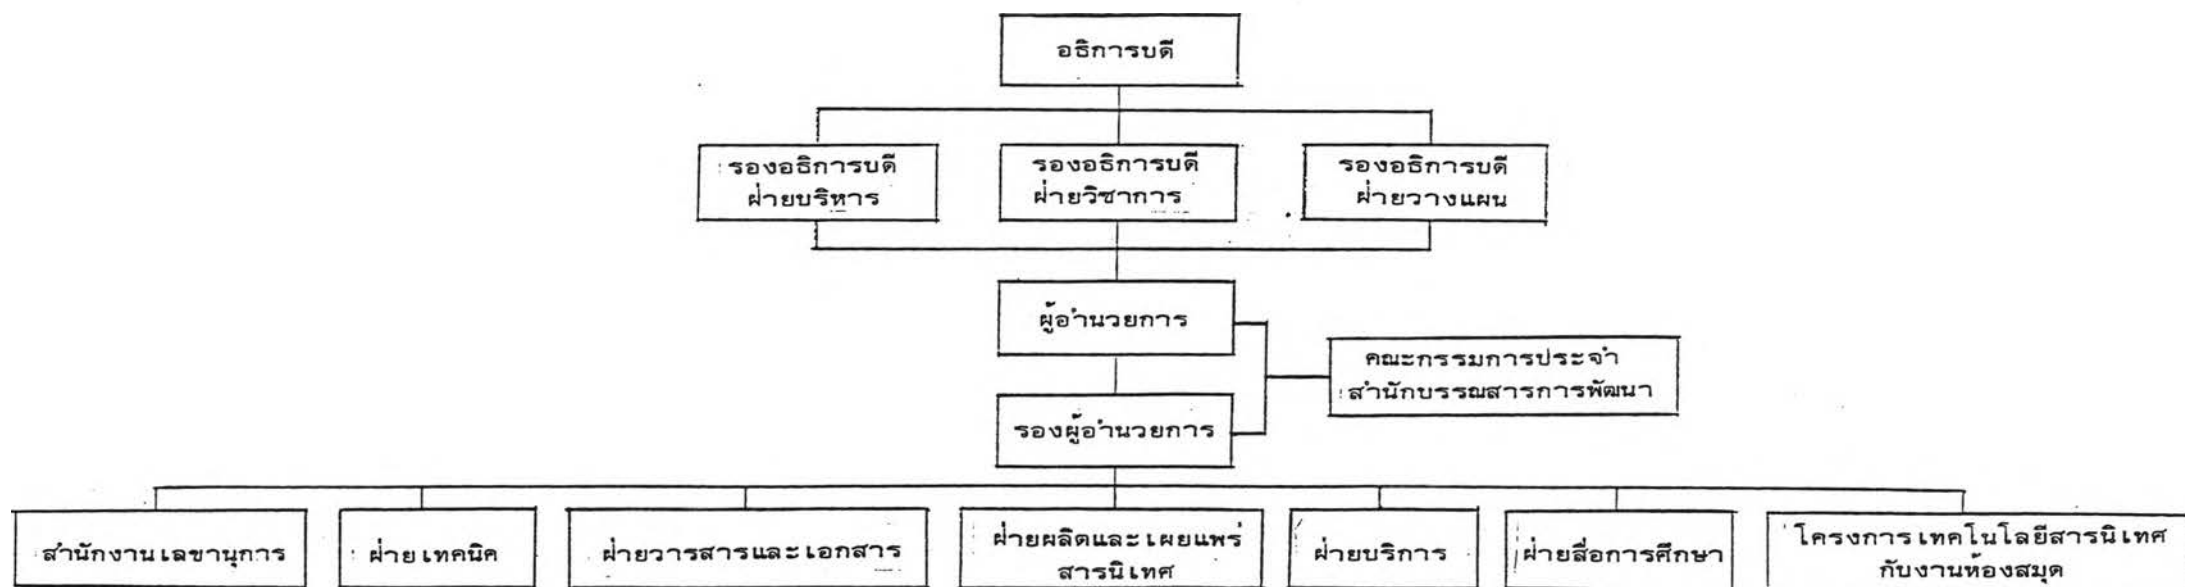 อธิการบดี
รองอธิการบดี
ฝ่ายบริหาร
รองอธิการบดี
ฝ่ายวิชาการ
รองอธิการบดี
ฝ่ายวางแผน
ผู้อำนวยการ
คณะกรรมการประจำ
สำนักบรรณสารการพัฒนา
รองผู้อำนวยการ
สำนักงานเลขานุการ
ฝ่ายเทคนิค
ฝ่ายวารสารและเอกสาร
ฝ่ายผลิตและเผยแพร่
สารนิเทศ
ฝ่ายบริการ
ฝ่ายสื่อการศึกษา
โครงการเทคโนโลยีสารนิเทศ
กับงานห้องสมุด